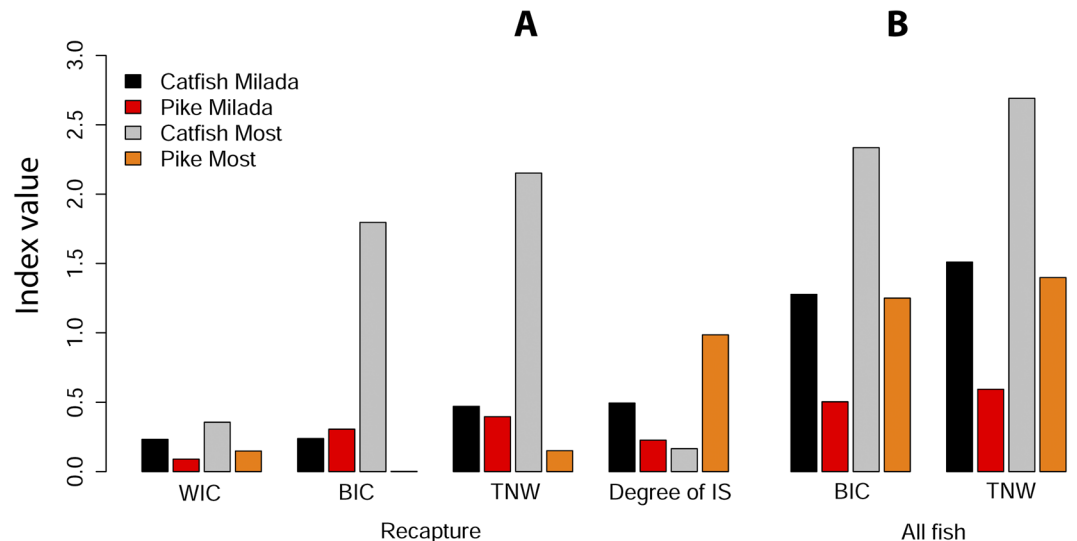 A
B
3.0
2.5
2.0
1.5
1.0
0.5
0.0
Index value
Catfish Milada
Pike Milada
Catfish Most
Pike Most
WIC
BIC
TNW
Degree of IS
BIC
TNW
Recapture
All fish